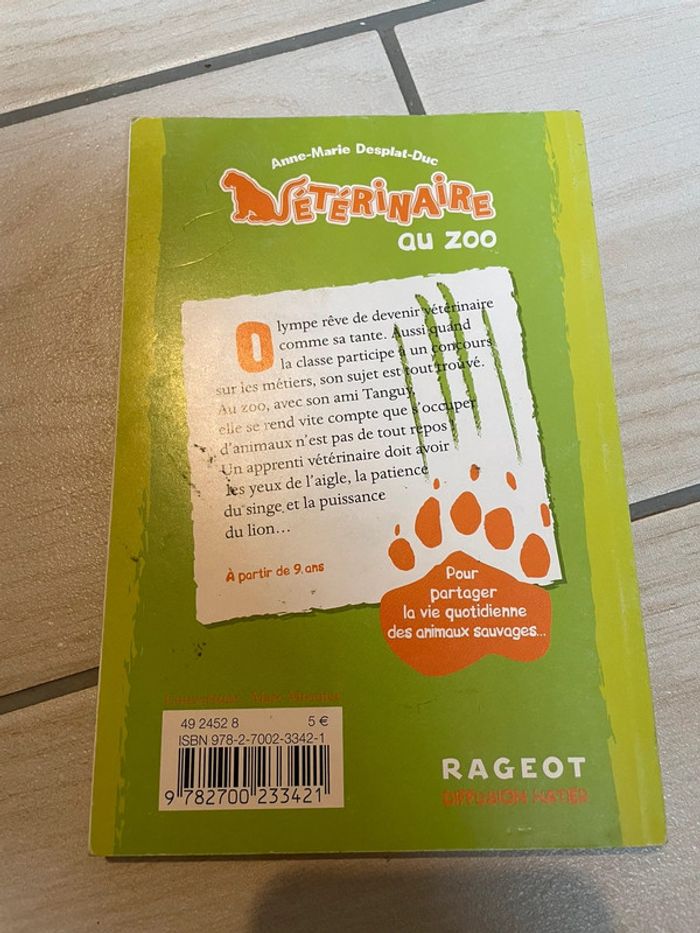 Anne-Marie Desplat-Duc
VÉTÉRINAIRE
au zoo
Olympe rêve de devenir vétérinaire
comme sa tante. Aussi quand
la classe participe à un concours
sur les métiers, son sujet est tout trouvé.
Au zoo, avec son ami Tanguy,
elle se rend vite compte que s'occuper
d'animaux n'est pas de tout repos
Un apprenti vétérinaire doit avoir
les yeux de l'aigle, la patience
du singe et la puissance
du lion…
À partir de 9 ans
Pour
partager
la vie quotidienne
des animaux sauvages...
49 2452 8 5 €
ISBN 978-2-7002-3342-1
9 782700 233421
RAGEOT
DIFFUSION HATIER